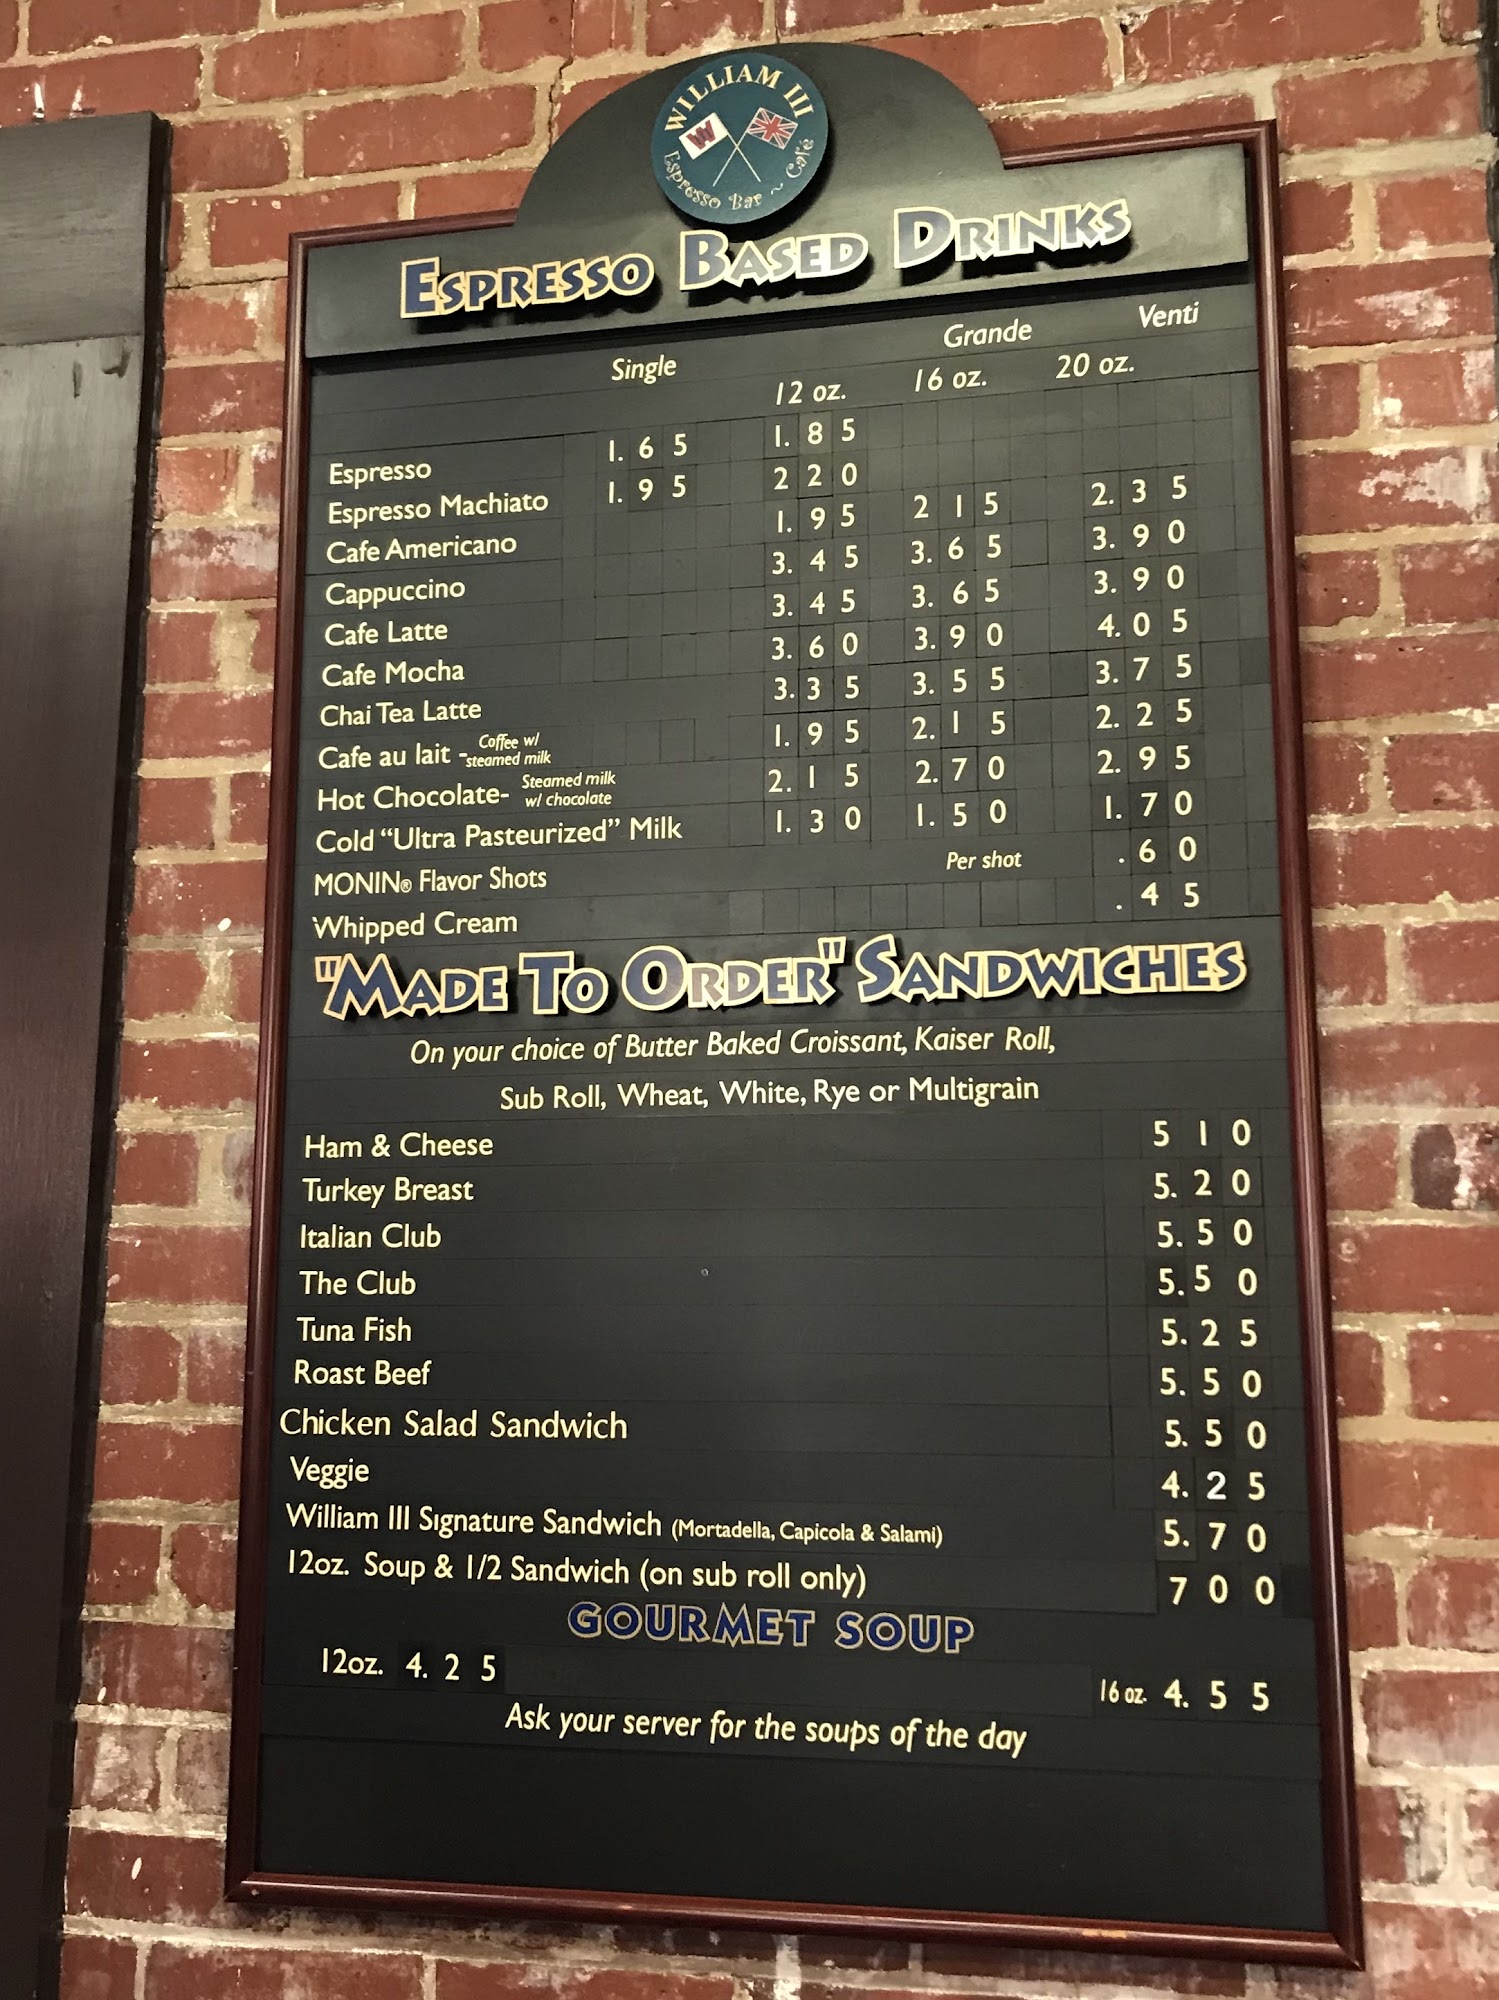 WILLIAM III
W
Espresso Bar ~ Café
ESPRESSO BASED DRINKS
Grande Venti
Single 12 oz. 16 oz. 20 oz.
Espresso 1.65 1.85
Espresso Machiato 1.95 2 20
Cafe Americano 1.95 2 15 2.35
Cappuccino 3.45 3.65 3.90
Cafe Latte 3.45 3.65 3.90
Cafe Mocha 3.60 3.90 4.05
Chai Tea Latte 3.35 3.55 3.75
Cafe au lait - Coffee w/ steamed milk 1.95 2.15 2.25
Hot Chocolate- Steamed milk w/ chocolate 2.15 2.70 2.95
Cold “Ultra Pasteurized” Milk 1.30 1.50 1.70
MONIN® Flavor Shots Per shot .60
Whipped Cream .45
"MADE TO ORDER" SANDWICHES
On your choice of Butter Baked Croissant, Kaiser Roll,
Sub Roll, Wheat, White, Rye or Multigrain
Ham & Cheese 5 10
Turkey Breast 5.20
Italian Club 5.50
The Club 5.50
Tuna Fish 5.25
Roast Beef 5.50
Chicken Salad Sandwich 5.50
Veggie 4.25
William III Signature Sandwich (Mortadella, Capicola & Salami) 5.70
12oz. Soup & 1/2 Sandwich (on sub roll only) 7 00
GOURMET SOUP
12oz. 4.25 16 oz. 4.55
Ask your server for the soups of the day